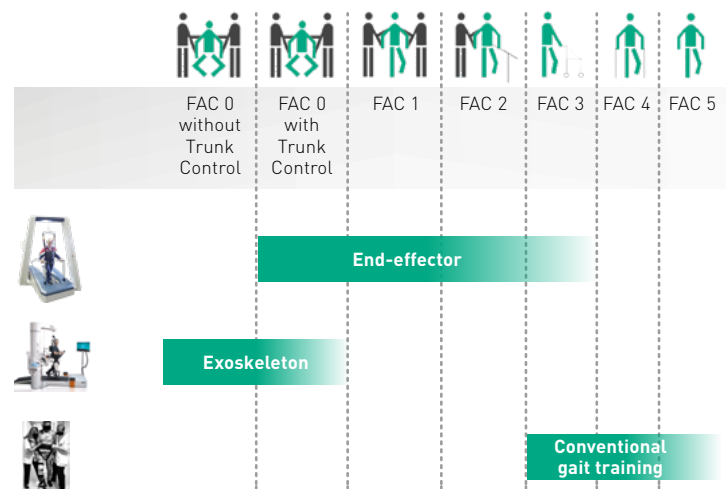 FAC 0
without
Trunk
Control
FAC 0
with
Trunk
Control
FAC 1
FAC 2
FAC 3
FAC 4
FAC 5
End-effector
Exoskeleton
Conventional
gait training